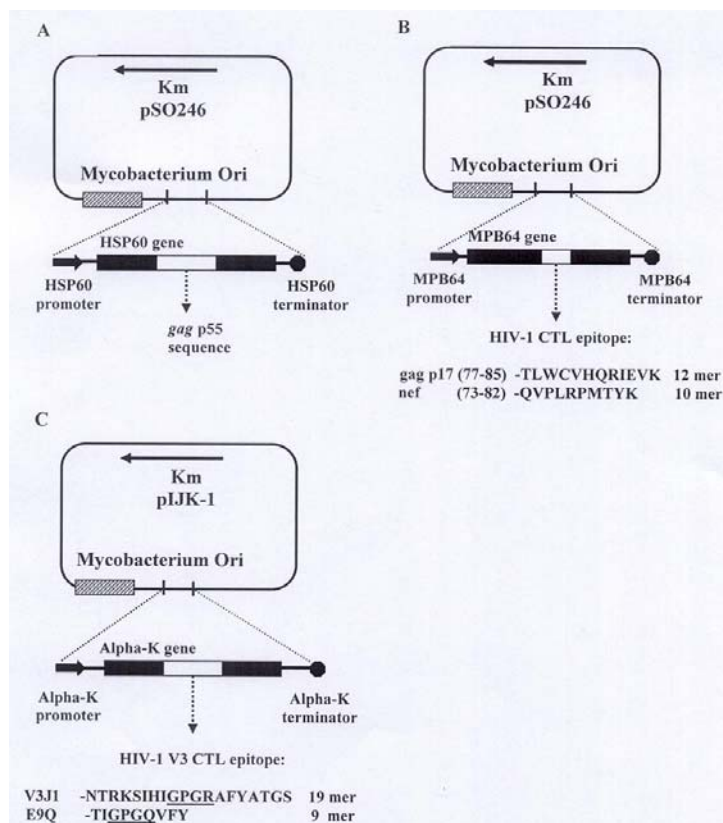 A
Km
pSO246
Mycobacterium Ori
HSP60 gene
HSP60
promoter
HSP60
terminator
gag p55
sequence
B
Km
pSO246
Mycobacterium Ori
MPB64 gene
MPB64
promoter
MPB64
terminator
HIV-1 CTL epitope:
gag p17 (77-85) -TLWCVHQRIEVK 12 mer
nef (73-82) -QVPLRPMTYK 10 mer
C
Km
pIJK-1
Mycobacterium Ori
Alpha-K gene
Alpha-K
promoter
Alpha-K
terminator
HIV-1 V3 CTL epitope:
V3J1 -NTRKSIHIGPGRAFYATGS 19 mer
E9Q -TIGPGQVFY 9 mer